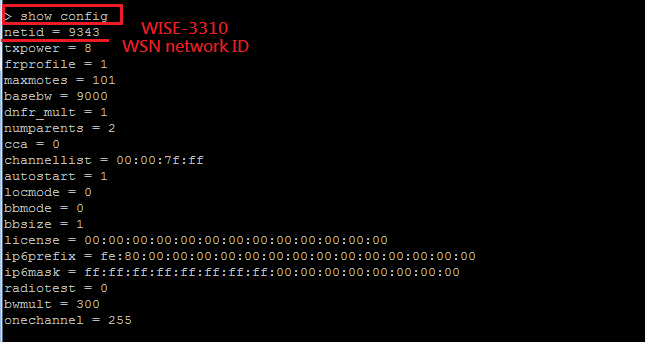 > show config
netid = 9343
WISE-3310
WSN network ID
txpower = 8
frprofile = 1
maxmotes = 101
basebw = 9000
dnfr_mult = 1
numparents = 2
cca = 0
channellist = 00:00:7f:ff
autostart = 1
locmode = 0
bbmode = 0
bbsize = 1
license = 00:00:00:00:00:00:00:00:00:00:00:00:00
ip6prefix = fe:80:00:00:00:00:00:00:00:00:00:00:00:00:00:00
ip6mask = ff:ff:ff:ff:ff:ff:ff:ff:00:00:00:00:00:00:00:00
radiotest = 0
bwmult = 300
onechannel = 255